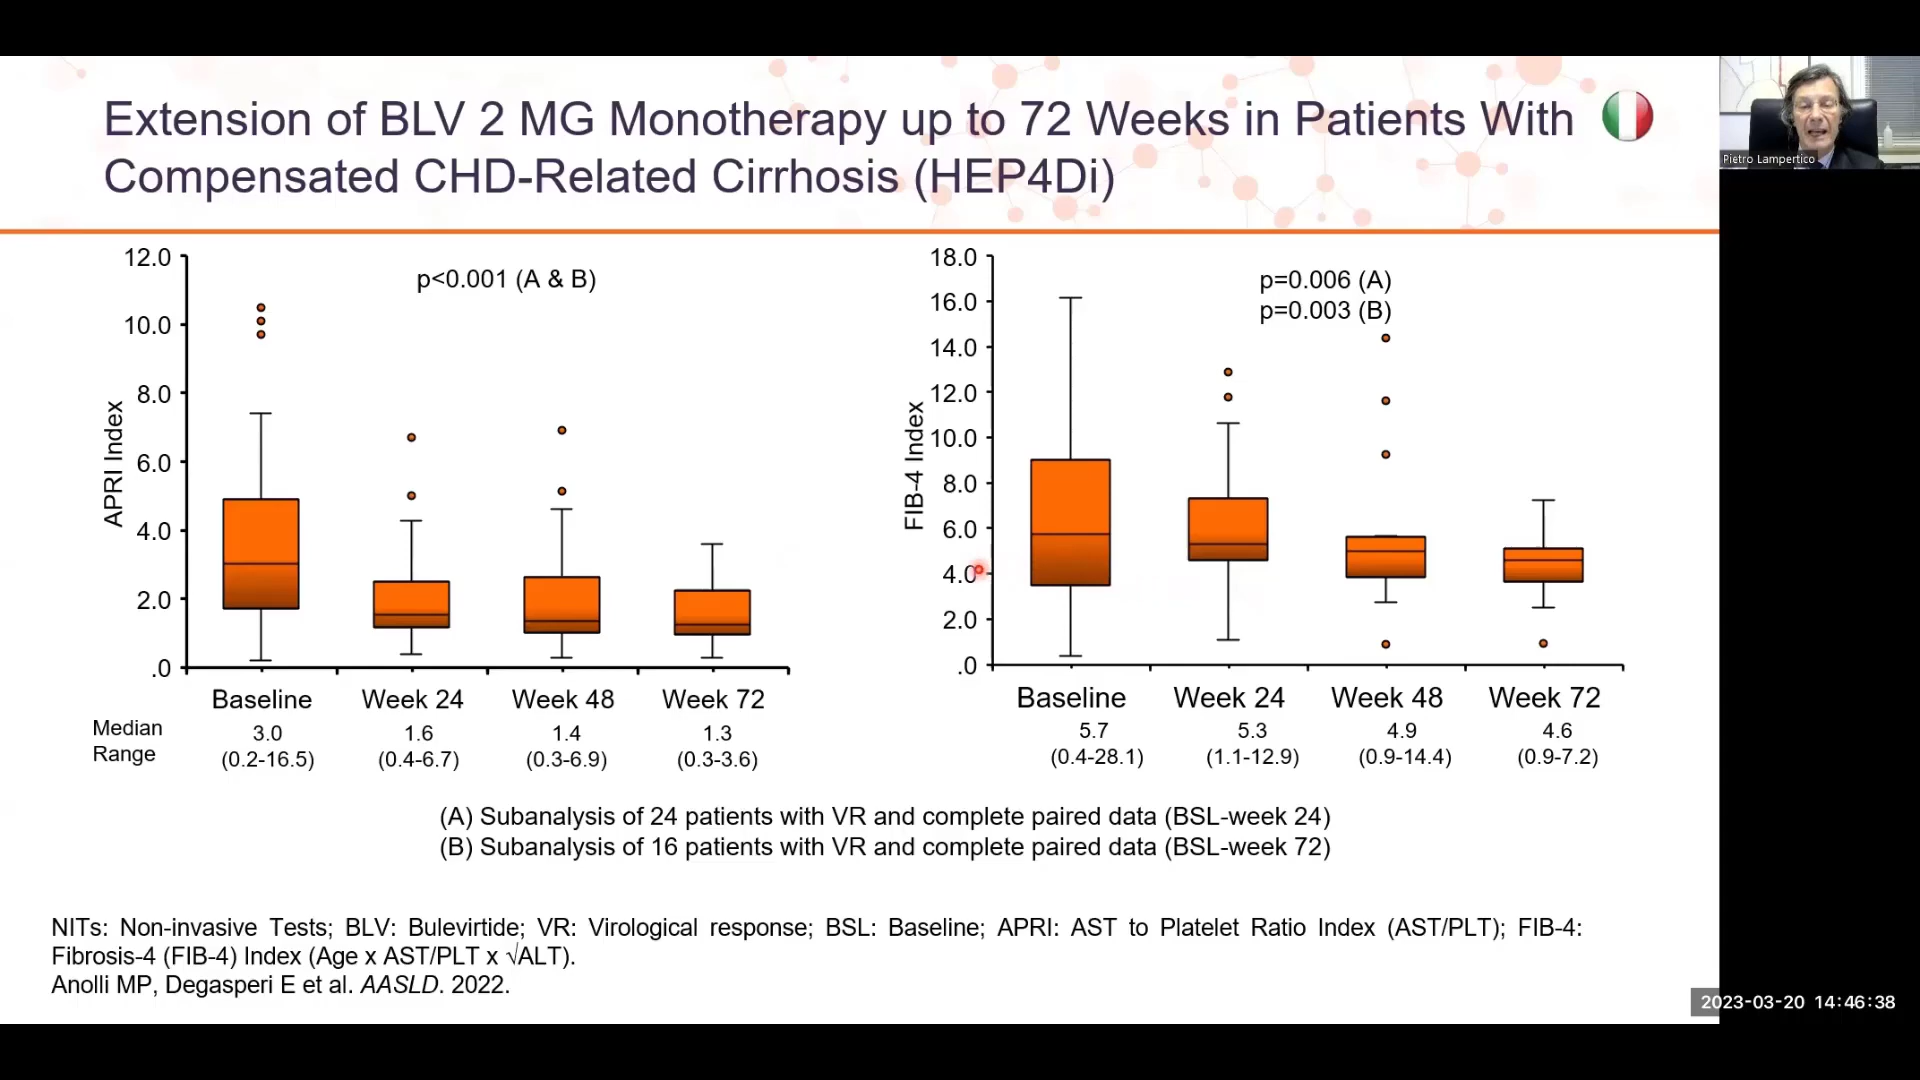 Extension of BLV 2 MG Monotherapy up to 72 Weeks in Patients With
Compensated CHD-Related Cirrhosis (HEP4Di)
Pietro Lampertico
12.0
10.0
8.0
6.0
4.0
2.0
.0
APRI Index
p<0.001 (A & B)
Baseline Week 24 Week 48 Week 72
Median 3.0 1.6 1.4 1.3
Range (0.2-16.5) (0.4-6.7) (0.3-6.9) (0.3-3.6)
18.0
16.0
14.0
12.0
10.0
8.0
6.0
4.0
2.0
.0
FIB-4 Index
p=0.006 (A)
p=0.003 (B)
Baseline Week 24 Week 48 Week 72
5.7 5.3 4.9 4.6
(0.4-28.1) (1.1-12.9) (0.9-14.4) (0.9-7.2)
(A) Subanalysis of 24 patients with VR and complete paired data (BSL-week 24)
(B) Subanalysis of 16 patients with VR and complete paired data (BSL-week 72)
NITs: Non-invasive Tests; BLV: Bulevirtide; VR: Virological response; BSL: Baseline; APRI: AST to Platelet Ratio Index (AST/PLT); FIB-4:
Fibrosis-4 (FIB-4) Index (Age x AST/PLT x √ALT).
Anolli MP, Degasperi E et al. AASLD. 2022.
2023-03-20 14:46:38